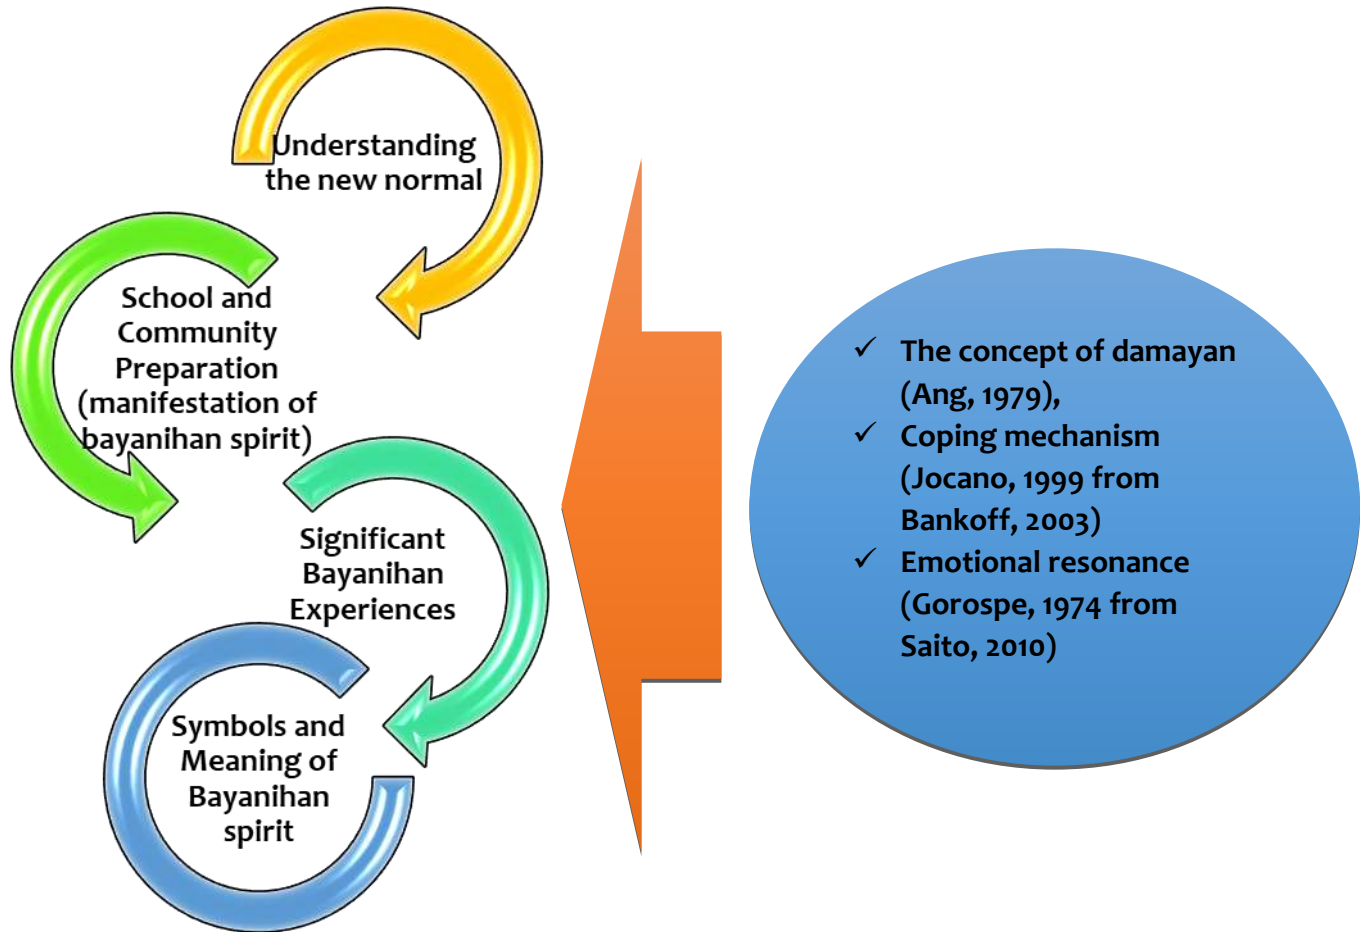 Understanding
the new normal
School and
Community
Preparation
(manifestation of
bayanihan spirit)
Significant
Bayanihan
Experiences
Symbols and
Meaning of
Bayanihan
spirit
✓ The concept of damayan
(Ang, 1979),
✓ Coping mechanism
(Jocano, 1999 from
Bankoff, 2003)
✓ Emotional resonance
(Gorospe, 1974 from
Saito, 2010)